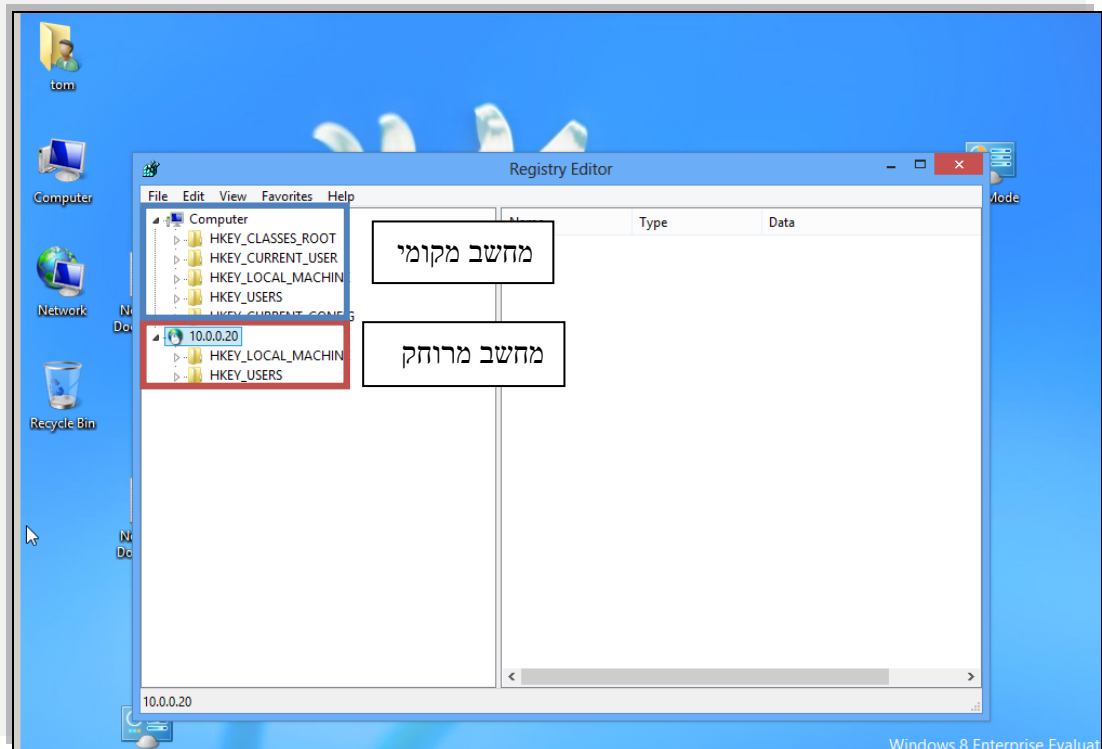 tom
Computer
Network
Recycle Bin
Registry Editor
File Edit View Favorites Help
Computer
HKEY_CLASSES_ROOT
HKEY_CURRENT_USER
HKEY_LOCAL_MACHIN
HKEY_USERS
HKEY_CURRENT_CONFIG
10.0.0.20
HKEY_LOCAL_MACHIN
HKEY_USERS
Name Type Data
מחשב מקומי
מחשב מרוחק
10.0.0.20
Mode
Windows 8 Enterprise Evaluat